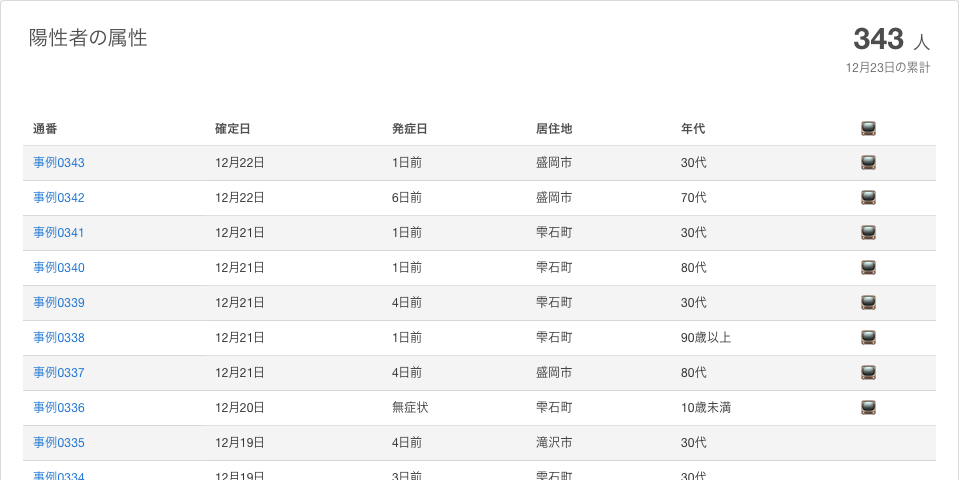 陽性者の属性
343 人
12月23日の累計
通番 確定日 発症日 居住地 年代
事例0343 12月22日 1日前 盛岡市 30代
事例0342 12月22日 6日前 盛岡市 70代
事例0341 12月21日 1日前 雫石町 30代
事例0340 12月21日 1日前 雫石町 80代
事例0339 12月21日 4日前 雫石町 30代
事例0338 12月21日 1日前 雫石町 90歳以上
事例0337 12月21日 4日前 盛岡市 80代
事例0336 12月20日 無症状 雫石町 10歳未満
事例0335 12月19日 4日前 滝沢市 30代
事例0334 12月19日 3日前 雫石町 30代